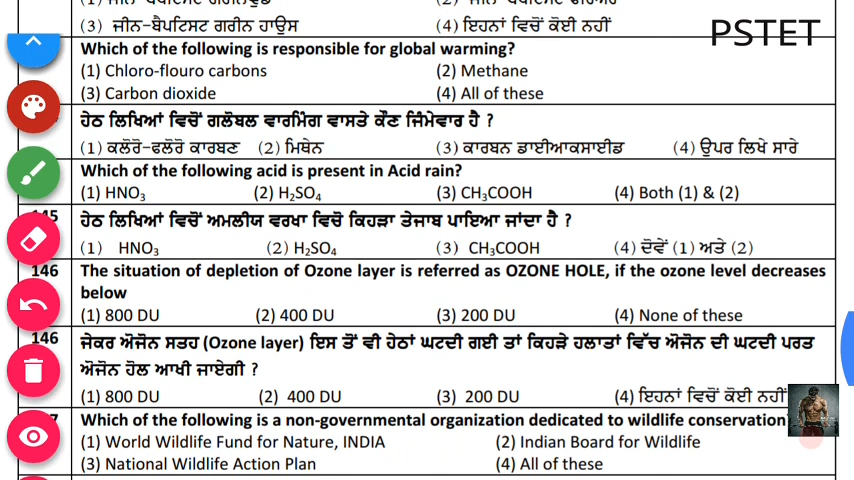 (3) ਜੀਨ-ਬੈਪਟਿਸਟ ਗਰੀਨ ਹਾਊਸ (4) ਇਹਨਾਂ ਵਿਚੋਂ ਕੋਈ ਨਹੀਂ
PSTET
Which of the following is responsible for global warming?
(1) Chloro-flouro carbons (2) Methane
(3) Carbon dioxide (4) All of these
ਹੇਠ ਲਿਖਿਆਂ ਵਿਚੋਂ ਗਲੋਬਲ ਵਾਰਮਿੰਗ ਵਾਸਤੇ ਕੌਣ ਜਿੰਮੇਵਾਰ ਹੈ ?
(1) ਕਲੋਰੋ-ਫਲੋਰੋ ਕਾਰਬਣ (2) ਮਿਥੇਨ (3) ਕਾਰਬਨ ਡਾਈਆਕਸਾਈਡ (4) ਉਪਰ ਲਿਖੇ ਸਾਰੇ
Which of the following acid is present in Acid rain?
(1) HNO₃ (2) H₂SO₄ (3) CH₃COOH (4) Both (1) & (2)
145 ਹੇਠ ਲਿਖਿਆਂ ਵਿਚੋਂ ਅਮਲੀਯ ਵਰਖਾ ਵਿਚੋ ਕਿਹੜਾ ਤੇਜਾਬ ਪਾਇਆ ਜਾਂਦਾ ਹੈ ?
(1) HNO₃ (2) H₂SO₄ (3) CH₃COOH (4) ਦੋਵੇਂ (1) ਅਤੇ (2)
146 The situation of depletion of Ozone layer is referred as OZONE HOLE, if the ozone level decreases
below
(1) 800 DU (2) 400 DU (3) 200 DU (4) None of these
146 ਜੇਕਰ ਔਜੋਨ ਸਤਹ (Ozone layer) ਇਸ ਤੋਂ ਵੀ ਹੇਠਾਂ ਘਟਦੀ ਗਈ ਤਾਂ ਕਿਹੜੇ ਹਲਾਤਾਂ ਵਿੱਚ ਔਜੋਨ ਦੀ ਘਟਦੀ ਪਰਤ
ਔਜੋਨ ਹੋਲ ਆਖੀ ਜਾਏਗੀ ?
(1) 800 DU (2) 400 DU (3) 200 DU (4) ਇਹਨਾਂ ਵਿਚੋਂ ਕੋਈ ਨਹੀਂ
Which of the following is a non-governmental organization dedicated to wildlife conservation
(1) World Wildlife Fund for Nature, INDIA (2) Indian Board for Wildlife
(3) National Wildlife Action Plan (4) All of these